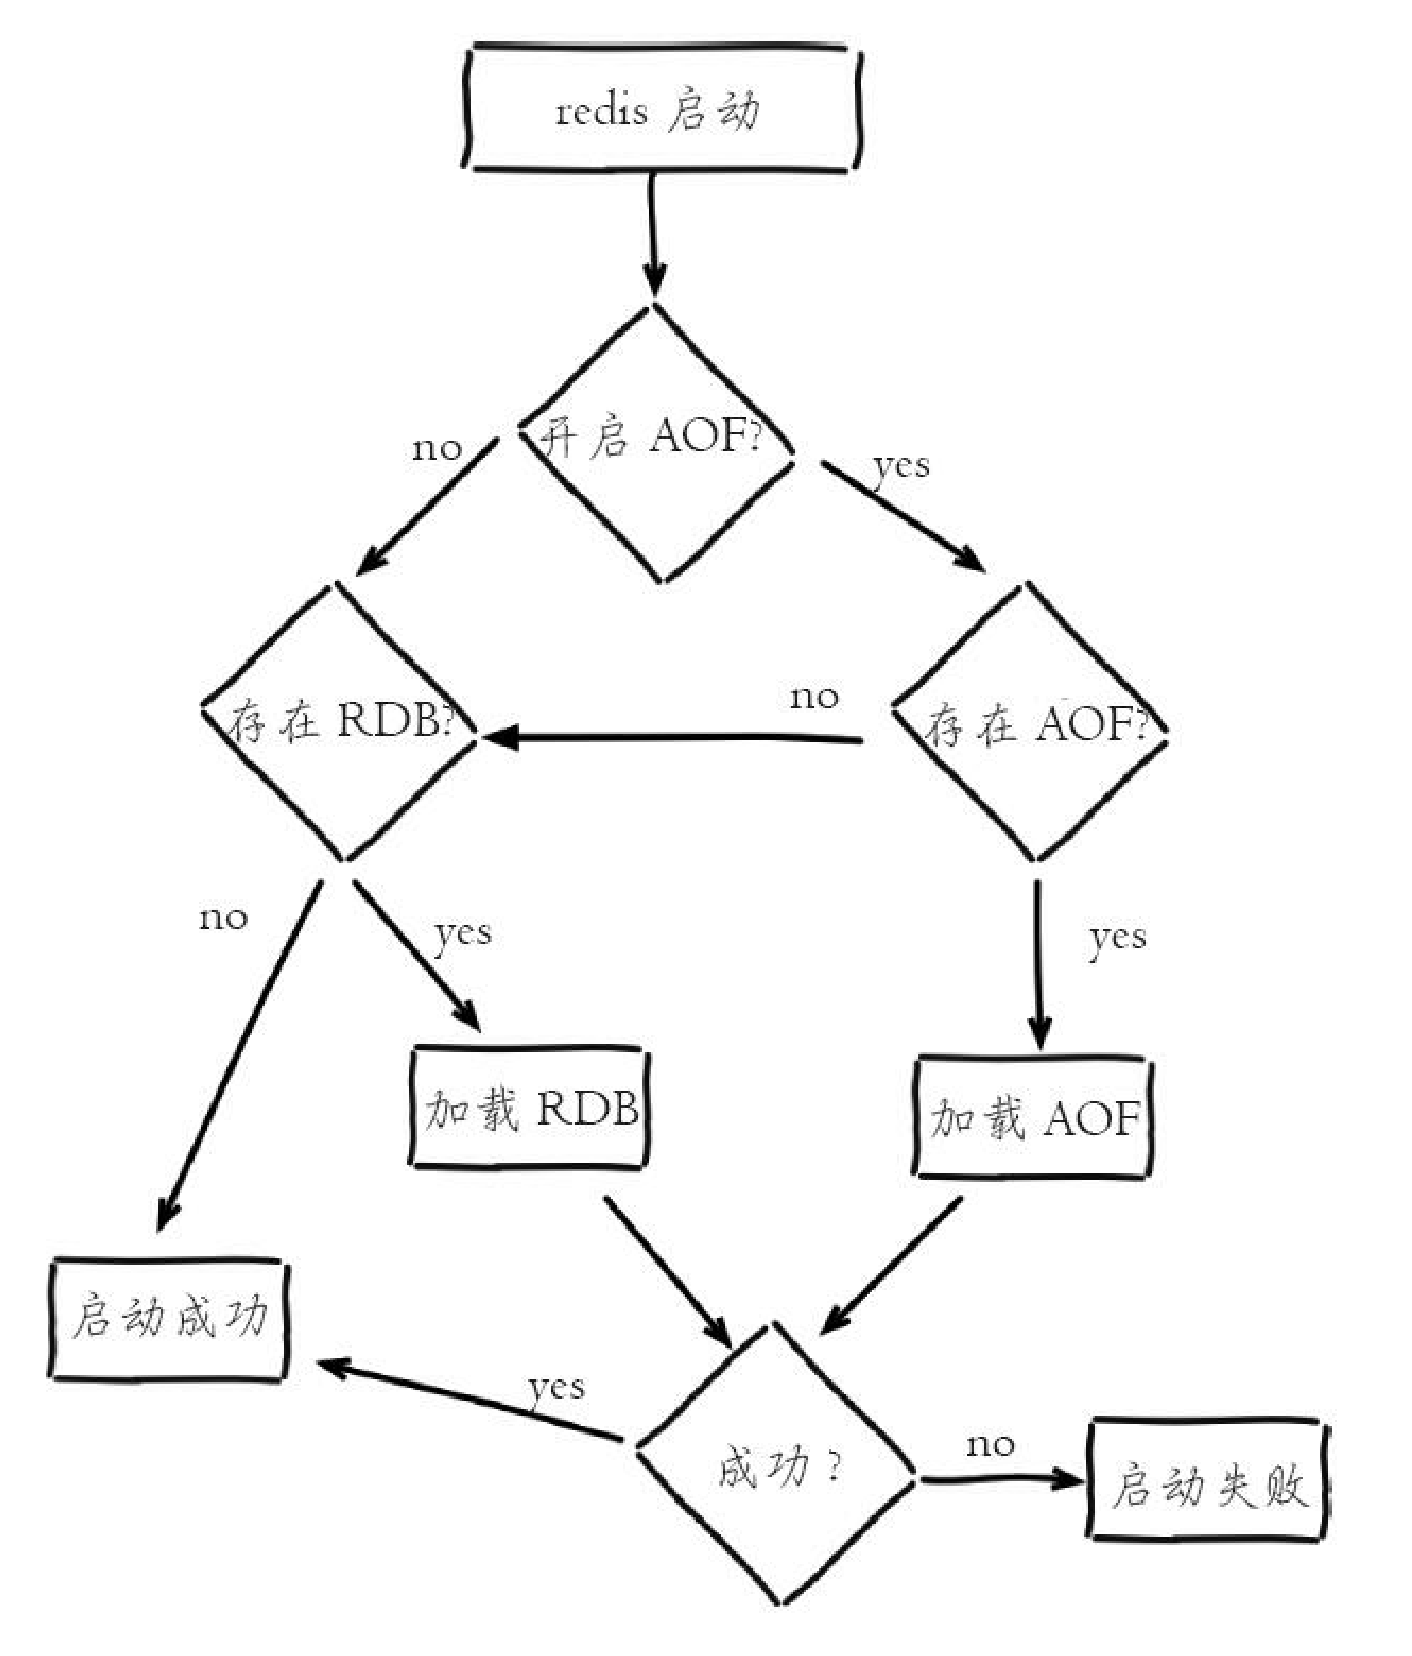 redis 启动
开启 AOF?
no
yes
存在 RDB?
no
存在 AOF?
no
yes
yes
加载 RDB
加载 AOF
启动成功
yes
成功?
no
启动失败